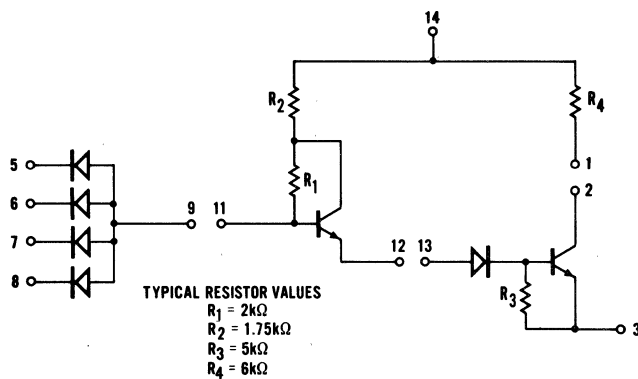 14
R2
R4
5
R1
1
6
9 11
2
7
12 13
8
R3
3
TYPICAL RESISTOR VALUES
R1 = 2kΩ
R2 = 1.75kΩ
R3 = 5kΩ
R4 = 6kΩ